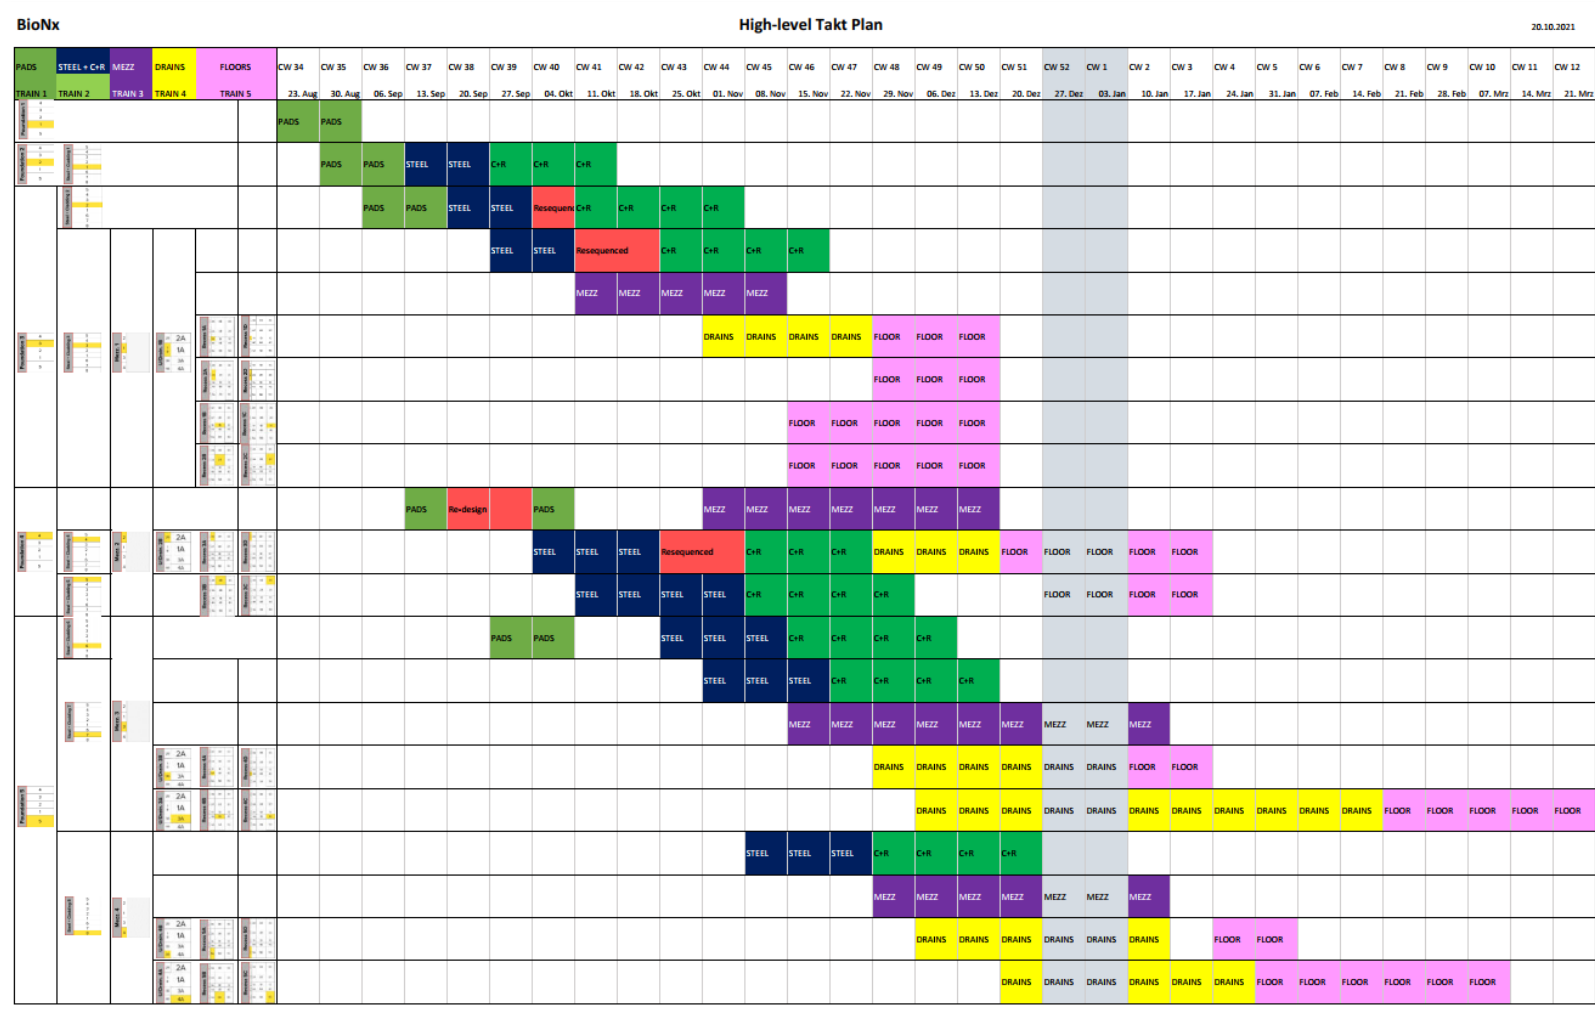 BioNx
High-level Takt Plan
20.10.2021
PADS STEEL + C+R MEZZ DRAINS FLOORS CW 34 CW 35 CW 36 CW 37 CW 38 CW 39 CW 40 CW 41 CW 42 CW 43 CW 44 CW 45 CW 46 CW 47 CW 48 CW 49 CW 50 CW 51 CW 52 CW 1 CW 2 CW 3 CW 4 CW 5 CW 6 CW 7 CW 8 CW 9 CW 10 CW 11 CW 12
TRAIN 1 TRAIN 2 TRAIN 3 TRAIN 4 TRAIN 5 23. Aug 30. Aug 06. Sep 13. Sep 20. Sep 27. Sep 04. Okt 11. Okt 18. Okt 25. Okt 01. Nov 08. Nov 15. Nov 22. Nov 29. Nov 06. Dez 13. Dez 20. Dez 27. Dez 03. Jan 10. Jan 17. Jan 24. Jan 31. Jan 07. Feb 14. Feb 21. Feb 28. Feb 07. Mrz 14. Mrz 21. Mrz
PADS PADS
PADS PADS STEEL STEEL C+R C+R C+R
PADS PADS STEEL STEEL Resequen C+R C+R C+R C+R
STEEL STEEL Resequenced C+R C+R C+R C+R
MEZZ MEZZ MEZZ MEZZ MEZZ
2A
1A
DRAINS DRAINS DRAINS DRAINS FLOOR FLOOR FLOOR
FLOOR FLOOR FLOOR
FLOOR FLOOR FLOOR FLOOR FLOOR
FLOOR FLOOR FLOOR FLOOR FLOOR
PADS Re-design PADS MEZZ MEZZ MEZZ MEZZ MEZZ MEZZ MEZZ
2A
1A
STEEL STEEL STEEL Resequenced C+R C+R C+R DRAINS DRAINS DRAINS FLOOR FLOOR FLOOR FLOOR FLOOR
STEEL STEEL STEEL STEEL C+R C+R C+R C+R FLOOR FLOOR FLOOR FLOOR
PADS PADS STEEL STEEL STEEL C+R C+R C+R C+R
STEEL STEEL STEEL C+R C+R C+R C+R
MEZZ MEZZ MEZZ MEZZ MEZZ MEZZ MEZZ MEZZ MEZZ
2A
1A
DRAINS DRAINS DRAINS DRAINS DRAINS DRAINS FLOOR FLOOR
2A
1A
DRAINS DRAINS DRAINS DRAINS DRAINS DRAINS DRAINS DRAINS DRAINS DRAINS DRAINS FLOOR FLOOR FLOOR FLOOR FLOOR
STEEL STEEL STEEL C+R C+R C+R C+R
MEZZ MEZZ MEZZ MEZZ MEZZ MEZZ MEZZ
2A
1A
DRAINS DRAINS DRAINS DRAINS DRAINS DRAINS FLOOR FLOOR
2A
1A
DRAINS DRAINS DRAINS DRAINS DRAINS DRAINS FLOOR FLOOR FLOOR FLOOR FLOOR FLOOR